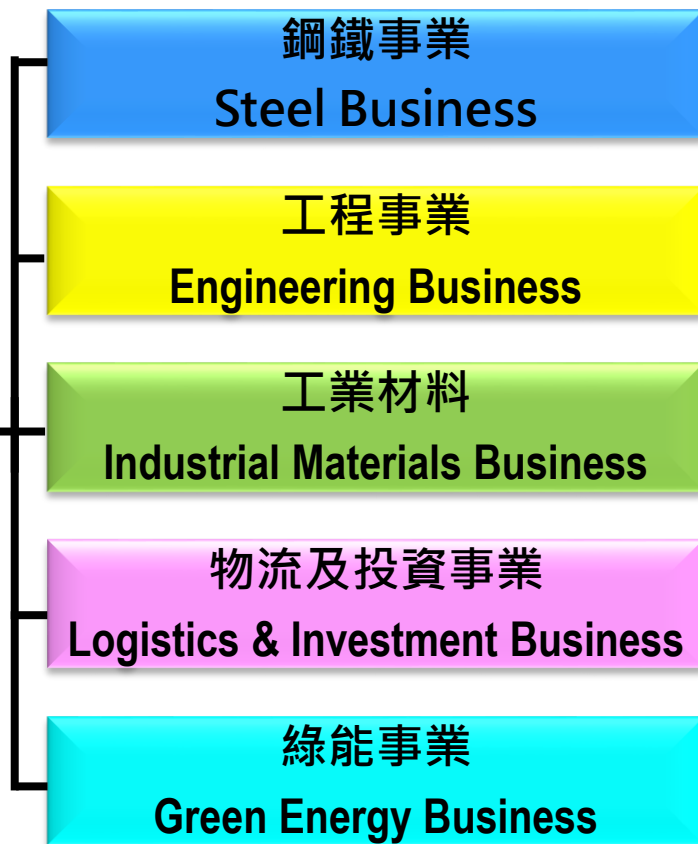 鋼鐵事業
Steel Business
工程事業
Engineering Business
工業材料
Industrial Materials Business
物流及投資事業
Logistics & Investment Business
綠能事業
Green Energy Business